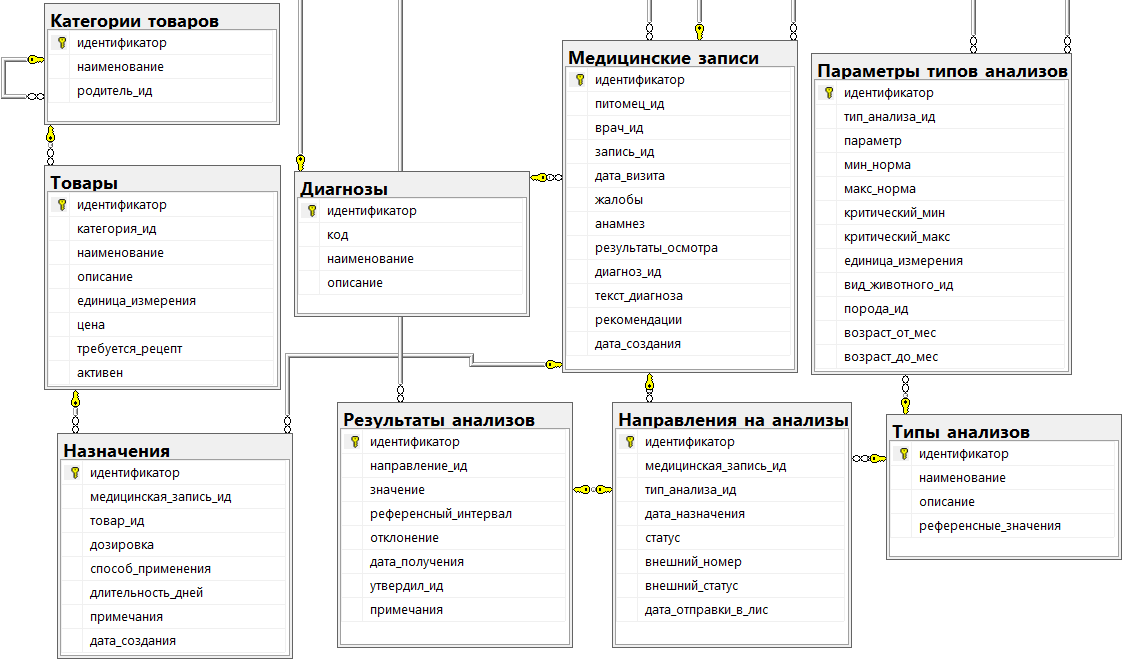 Категории товаров
идентификатор
наименование
родитель_ид
Товары
идентификатор
категория_ид
наименование
описание
единица_измерения
цена
требуется_рецепт
активен
Назначения
идентификатор
медицинская_запись_ид
товар_ид
дозировка
способ_применения
длительность_дней
примечания
дата_создания
Диагнозы
идентификатор
код
наименование
описание
Результаты анализов
идентификатор
направление_ид
значение
референсный_интервал
отклонение
дата_получения
утвердил_ид
примечания
Медицинские записи
идентификатор
питомец_ид
врач_ид
запись_ид
дата_визита
жалобы
анамнез
результаты_осмотра
диагноз_ид
текст_диагноза
рекомендации
дата_создания
Направления на анализы
идентификатор
медицинская_запись_ид
тип_анализа_ид
дата_назначения
статус
внешний_номер
внешний_статус
дата_отправки_в_лис
Параметры типов анализов
идентификатор
тип_анализа_ид
параметр
мин_норма
макс_норма
критический_мин
критический_макс
единица_измерения
вид_животного_ид
порода_ид
возраст_от_мес
возраст_до_мес
Типы анализов
идентификатор
наименование
описание
референсные_значения